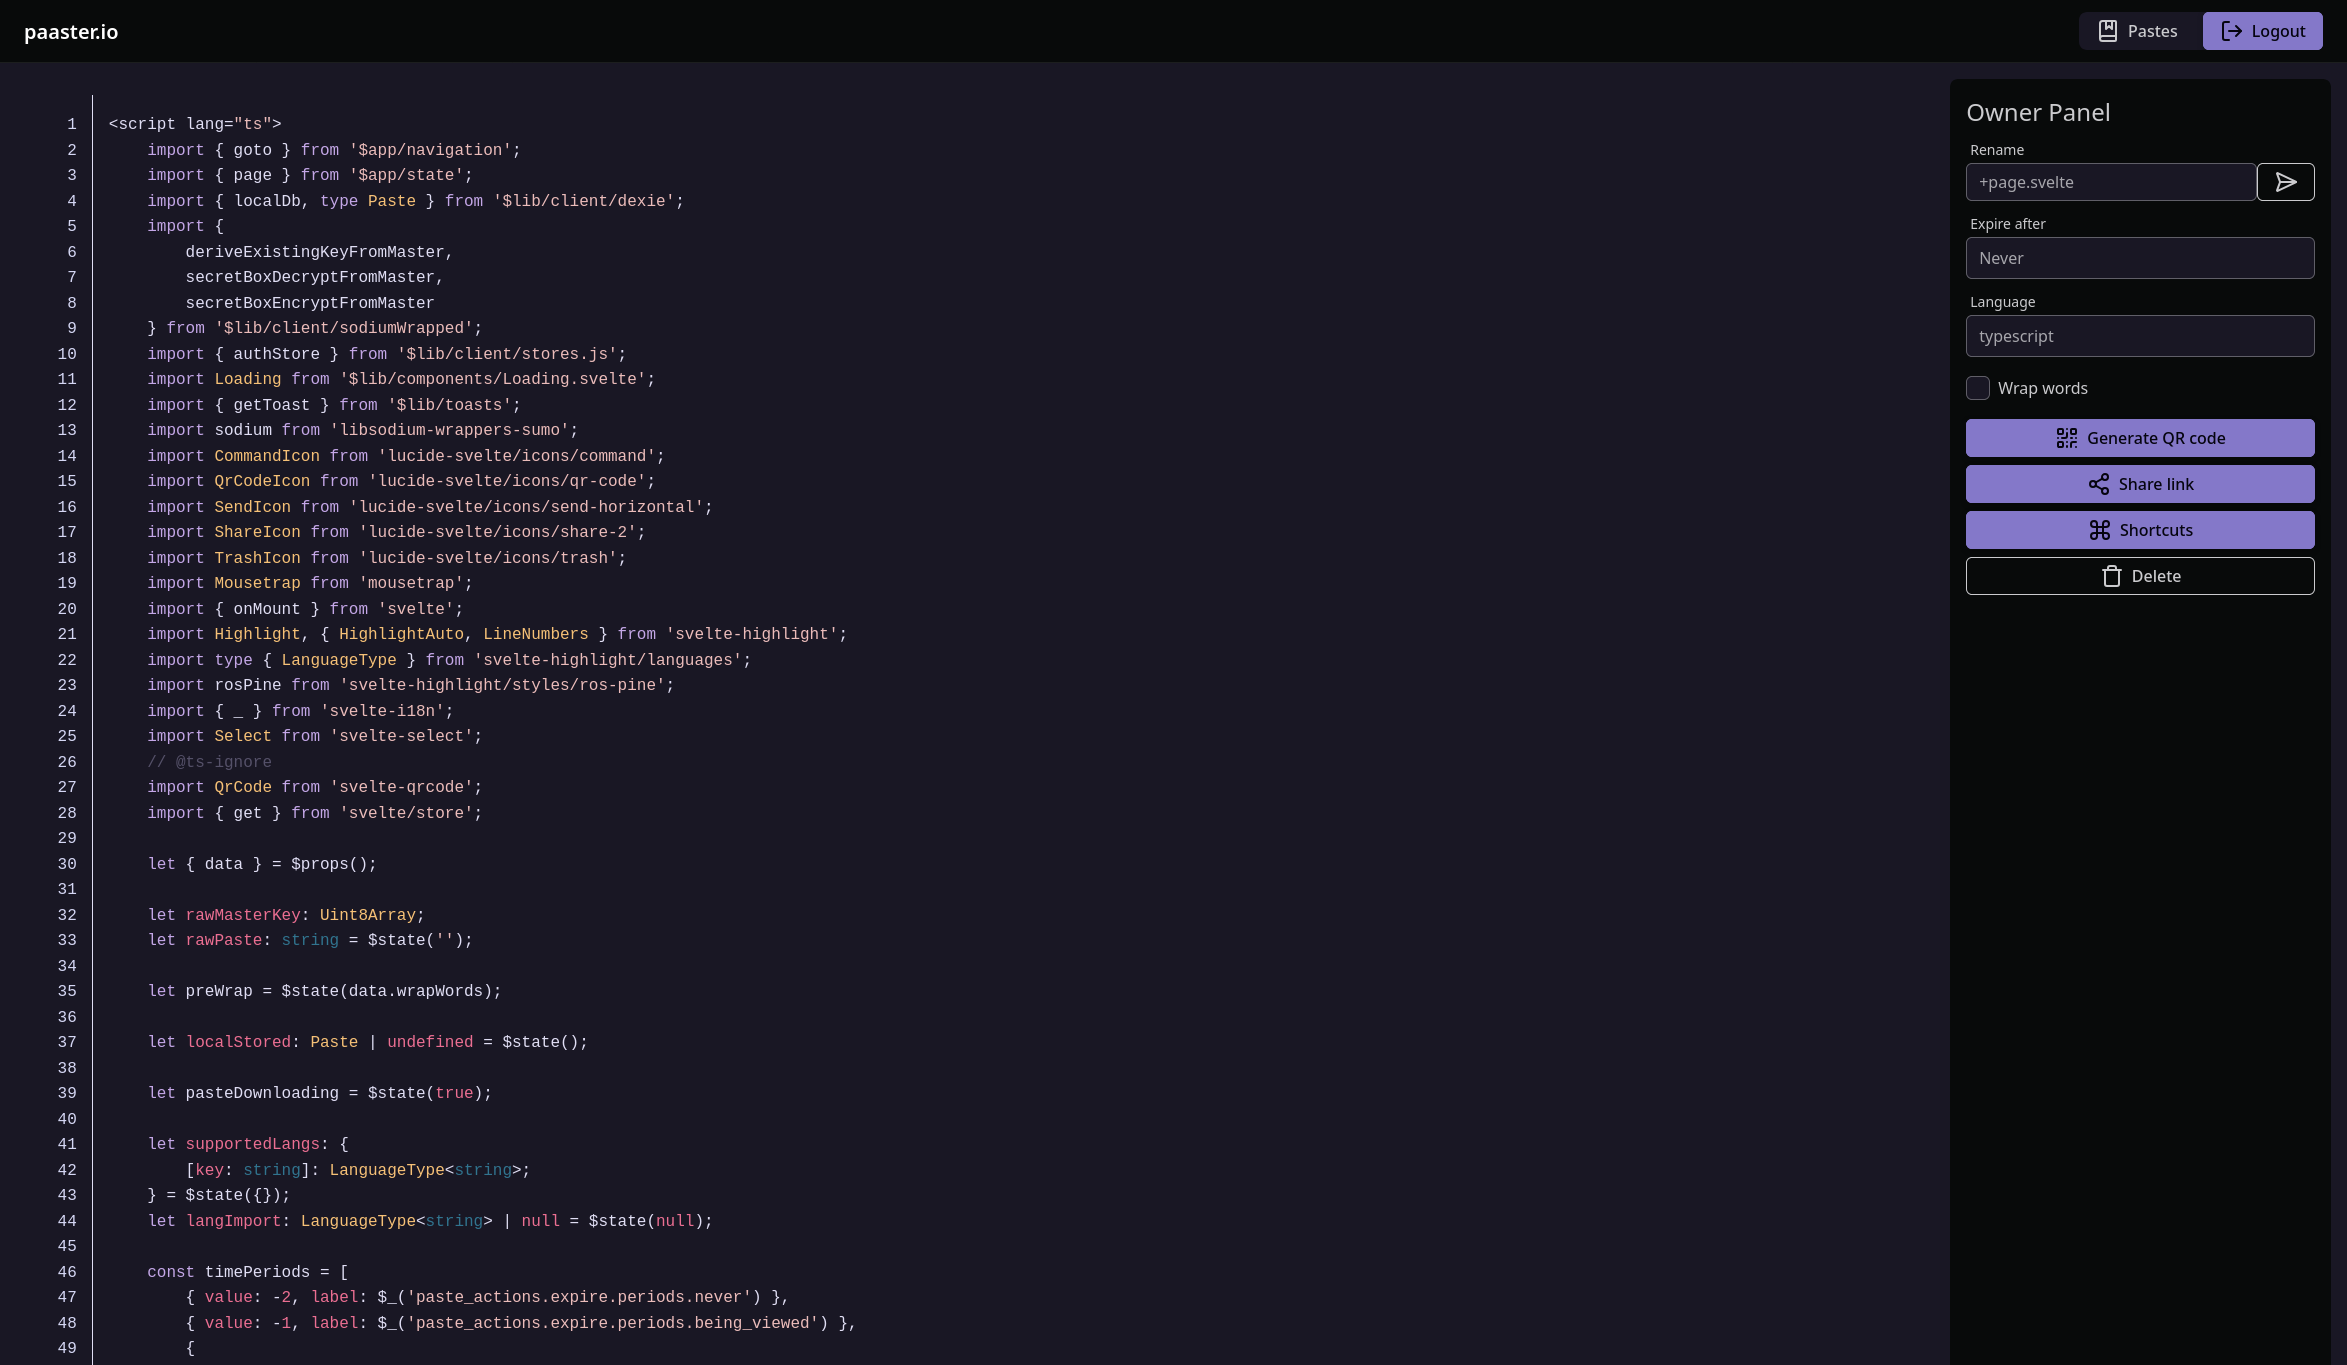 paaster.io
Pastes
Logout
1 <script lang="ts">
2     import { goto } from '$app/navigation';
3     import { page } from '$app/state';
4     import { localDb, type Paste } from '$lib/client/dexie';
5     import {
6         deriveExistingKeyFromMaster,
7         secretBoxDecryptFromMaster,
8         secretBoxEncryptFromMaster
9     } from '$lib/client/sodiumWrapped';
10     import { authStore } from '$lib/client/stores.js';
11     import Loading from '$lib/components/Loading.svelte';
12     import { getToast } from '$lib/toasts';
13     import sodium from 'libsodium-wrappers-sumo';
14     import CommandIcon from 'lucide-svelte/icons/command';
15     import QrCodeIcon from 'lucide-svelte/icons/qr-code';
16     import SendIcon from 'lucide-svelte/icons/send-horizontal';
17     import ShareIcon from 'lucide-svelte/icons/share-2';
18     import TrashIcon from 'lucide-svelte/icons/trash';
19     import Mousetrap from 'mousetrap';
20     import { onMount } from 'svelte';
21     import Highlight, { HighlightAuto, LineNumbers } from 'svelte-highlight';
22     import type { LanguageType } from 'svelte-highlight/languages';
23     import rosPine from 'svelte-highlight/styles/ros-pine';
24     import { _ } from 'svelte-i18n';
25     import Select from 'svelte-select';
26     // @ts-ignore
27     import QrCode from 'svelte-qrcode';
28     import { get } from 'svelte/store';
29
30     let { data } = $props();
31
32     let rawMasterKey: Uint8Array;
33     let rawPaste: string = $state('');
34
35     let preWrap = $state(data.wrapWords);
36
37     let localStored: Paste | undefined = $state();
38
39     let pasteDownloading = $state(true);
40
41     let supportedLangs: {
42         [key: string]: LanguageType<string>;
43     } = $state({});
44     let langImport: LanguageType<string> | null = $state(null);
45
46     const timePeriods = [
47         { value: -2, label: $_('paste_actions.expire.periods.never') },
48         { value: -1, label: $_('paste_actions.expire.periods.being_viewed') },
49         {
Owner Panel
Rename
+page.svelte
Expire after
Never
Language
typescript
Wrap words
Generate QR code
Share link
Shortcuts
Delete